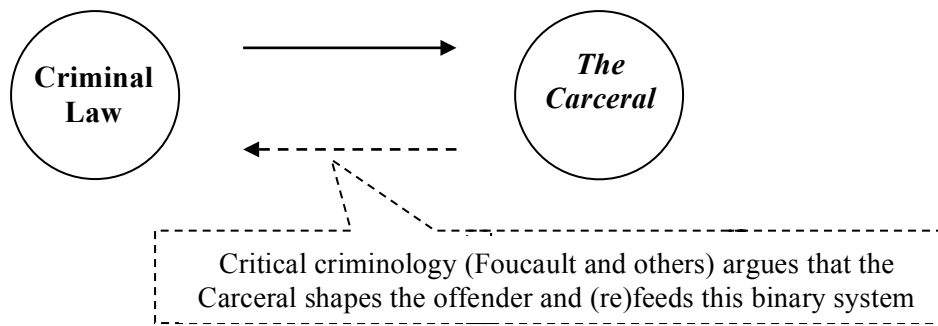 Criminal
Law
The
Carceral
Critical criminology (Foucault and others) argues that the
Carceral shapes the offender and (re)feeds this binary system